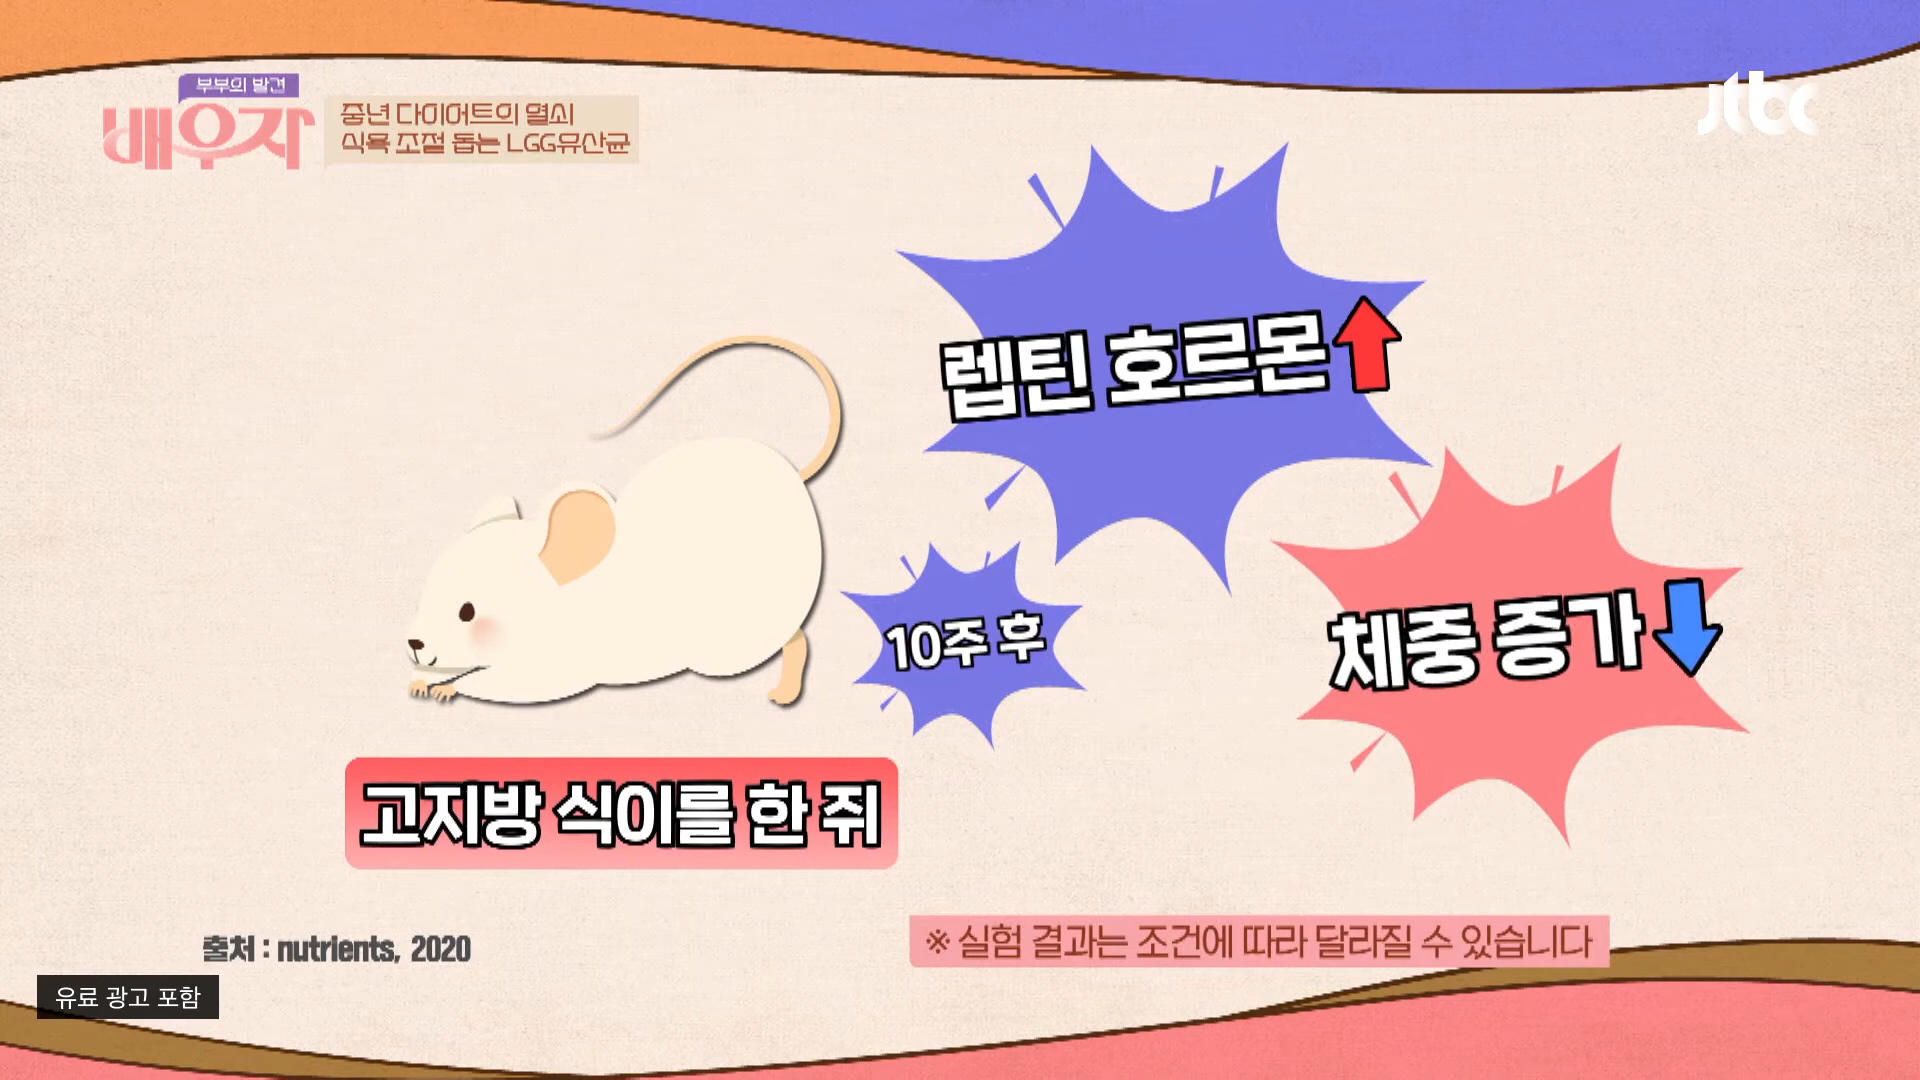 부부의 발견
배우자
중년 다이어트의 열쇠
식욕 조절 돕는 LGG유산균
jtbc
렙틴 호르몬
10주 후
체중 증가
고지방 식이를 한 쥐
출처 : nutrients, 2020
※ 실험 결과는 조건에 따라 달라질 수 있습니다
유료 광고 포함